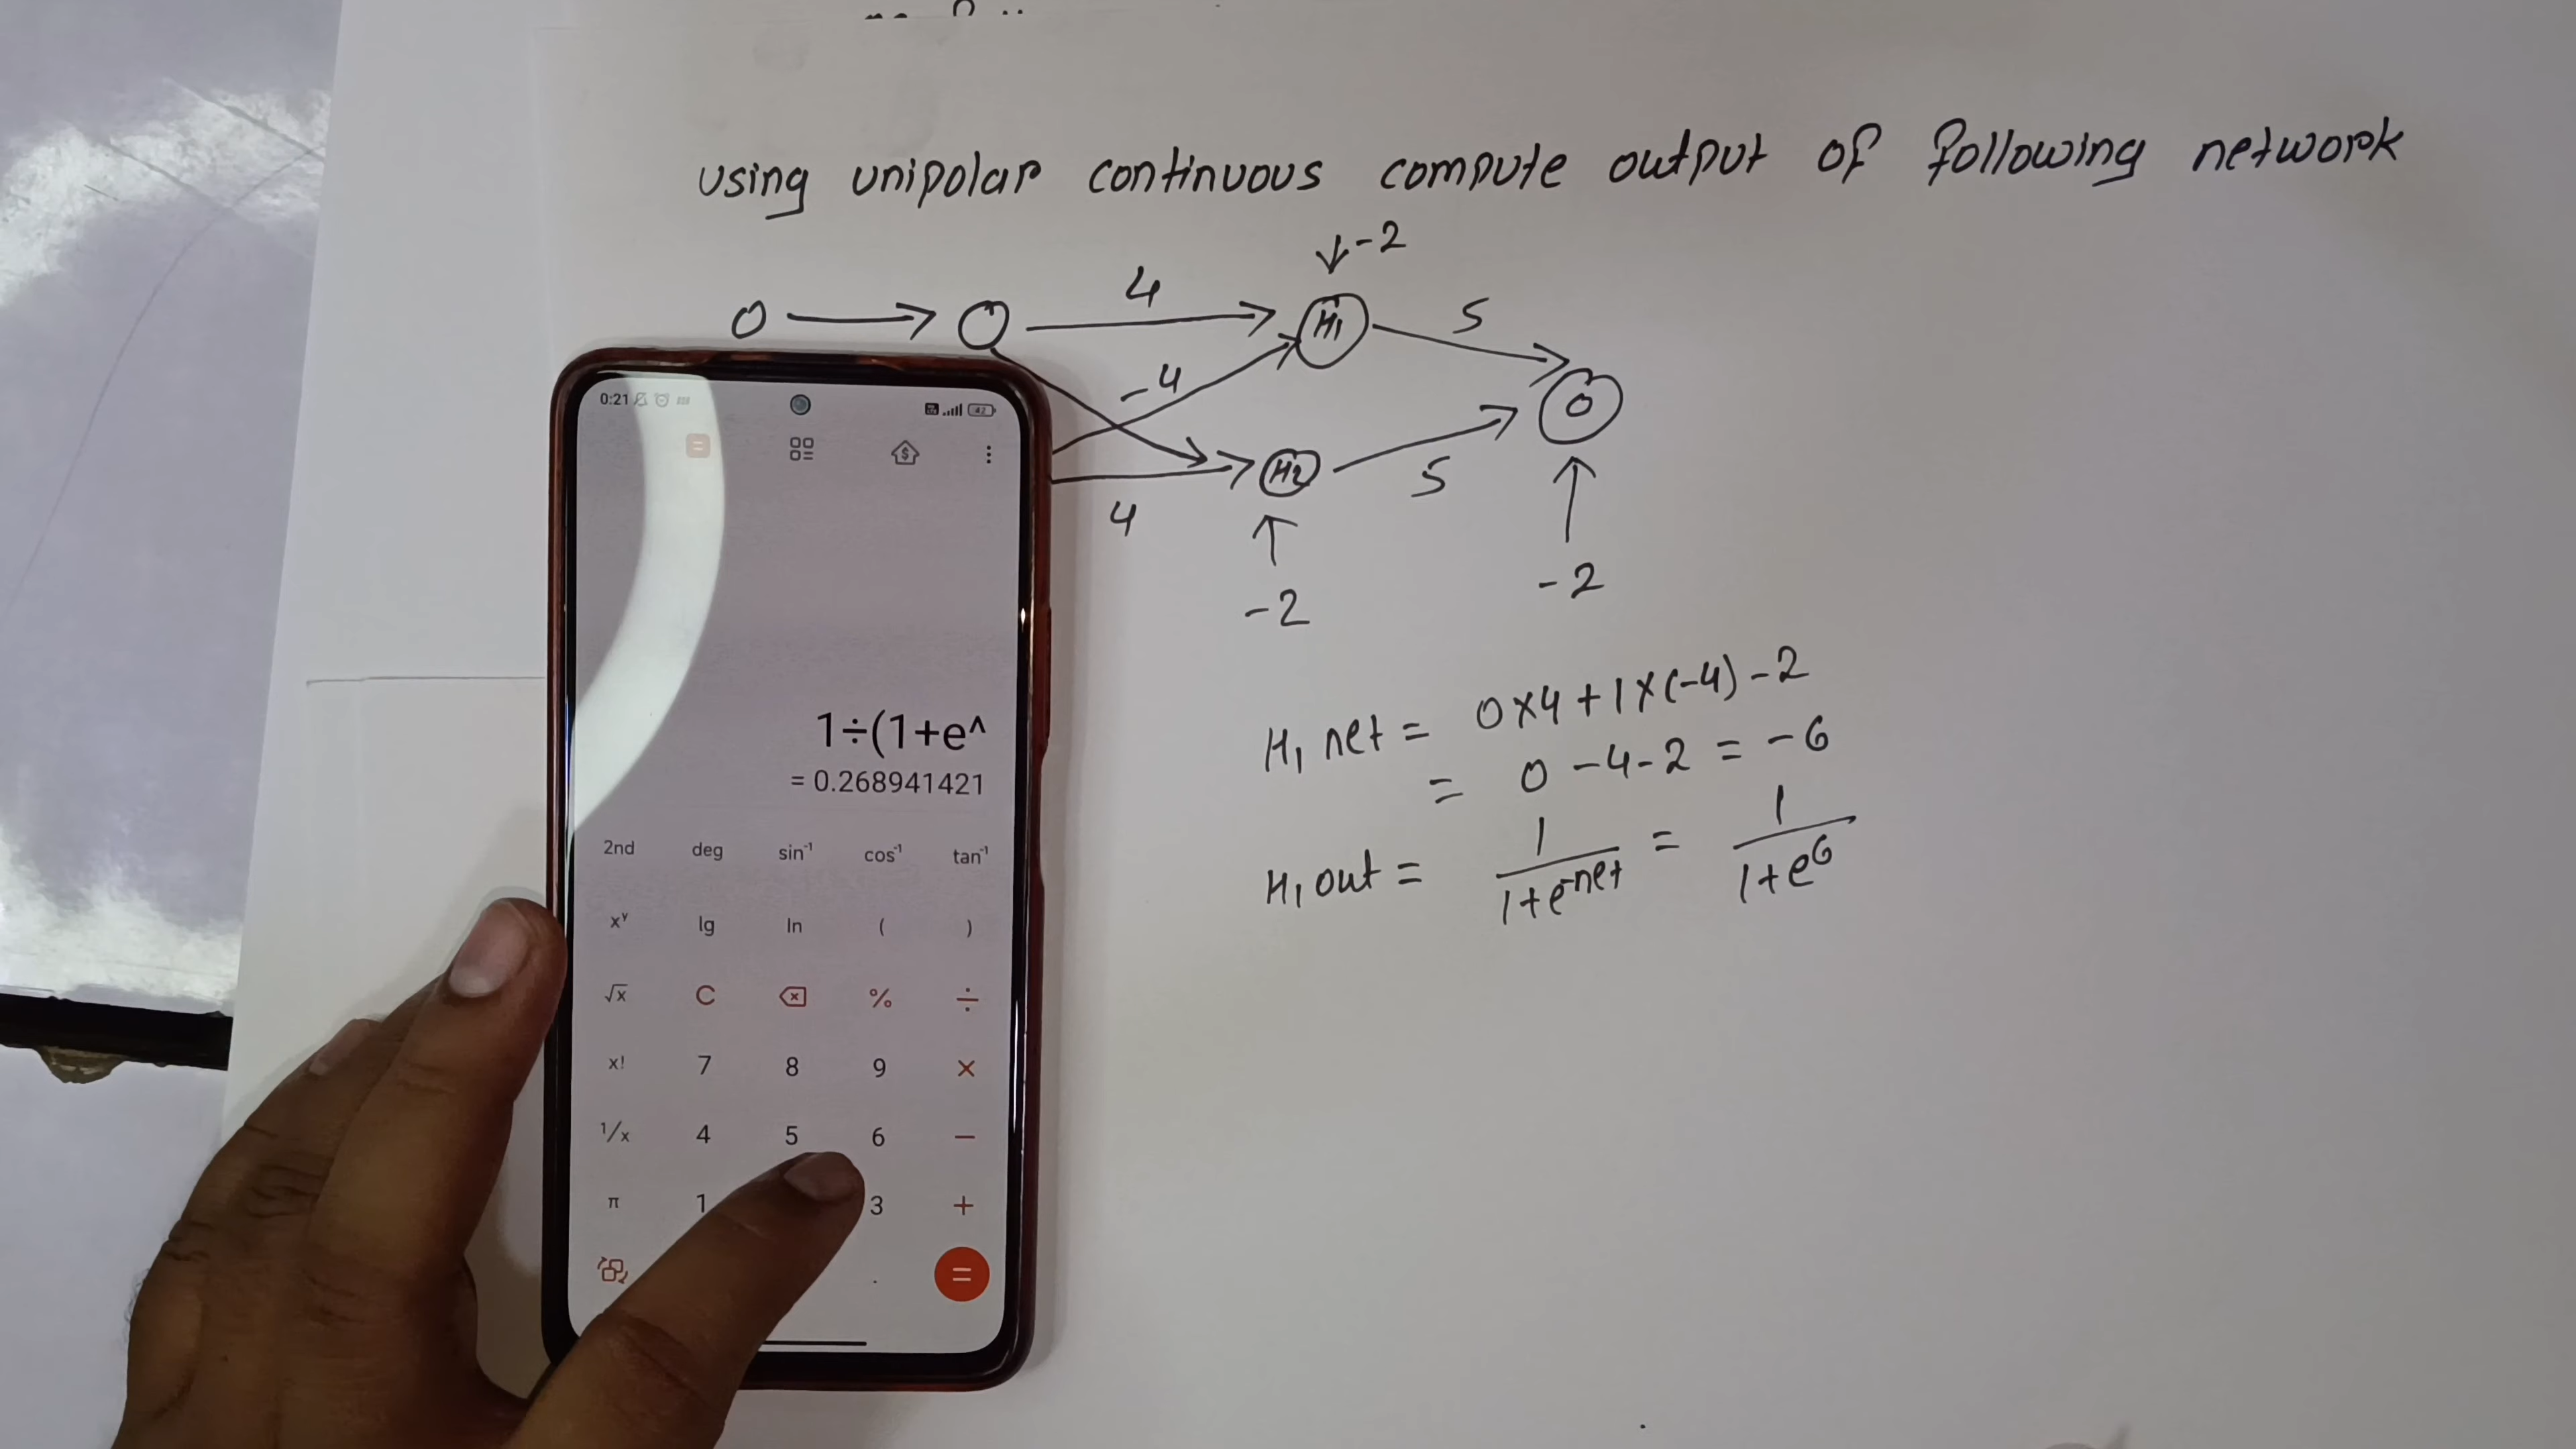 using unipolar continuous compute output of following network
↓ -2
4
0 → H1 5
-4
0
H2
4 5
-2
-2
H1 net = 0x4 + 1x(-4) -2
= 0 -4-2 = -6
H1 out = 1/(1+e^-net) = 1/(1+e^6)
0:21
42
1÷(1+e^
= 0.268941421
2nd deg sin-1 cos-1 tan-1
xy lg ln ( )
√x C % ÷
x! 7 8 9 ×
1/x 4 5 6 −
π 1 3 +
. =